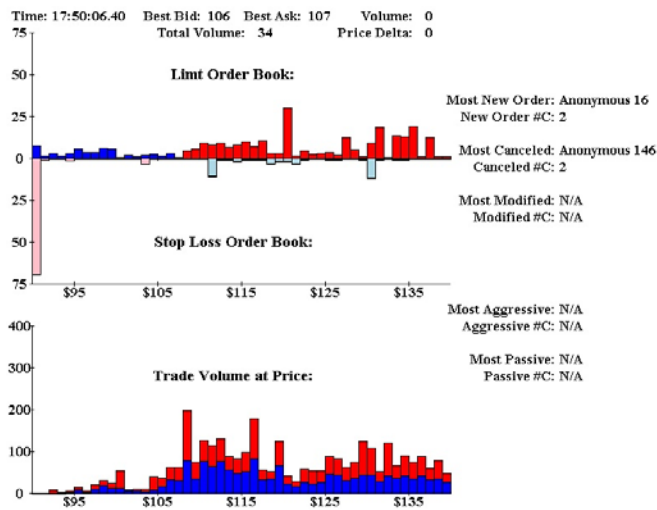 Time: 17:50:06.40 Best Bid: 106 Best Ask: 107 Volume: 0
Total Volume: 34 Price Delta: 0
75
Limt Order Book:
50
Most New Order: Anonymous 16
New Order #C: 2
25
Most Canceled: Anonymous 146
Canceled #C: 2
0
Most Modified: N/A
Modified #C: N/A
25
50
Stop Loss Order Book:
75
$95 $105 $115 $125 $135
Most Aggressive: N/A
Aggressive #C: N/A
400
Most Passive: N/A
Passive #C: N/A
300
Trade Volume at Price:
200
100
0
$95 $105 $115 $125 $135